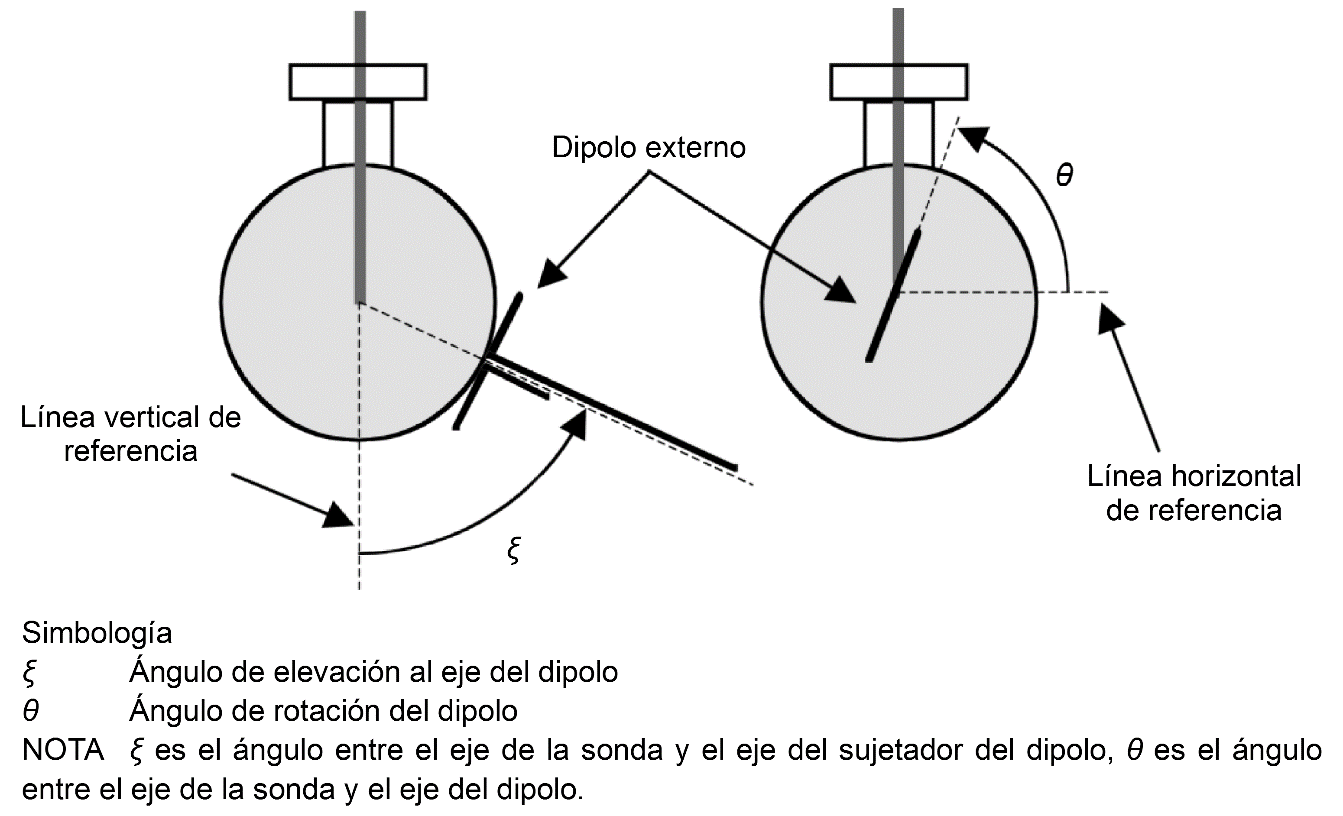 Dipolo externo
θ
Línea vertical de
referencia
Línea horizontal
de referencia
ξ
Simbología
ξ Ángulo de elevación al eje del dipolo
θ Ángulo de rotación del dipolo
NOTA ξ es el ángulo entre el eje de la sonda y el eje del sujetador del dipolo, θ es el ángulo
entre el eje de la sonda y el eje del dipolo.